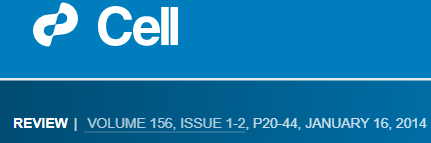 Cell
REVIEW | VOLUME 156, ISSUE 1-2, P20-44, JANUARY 16, 2014